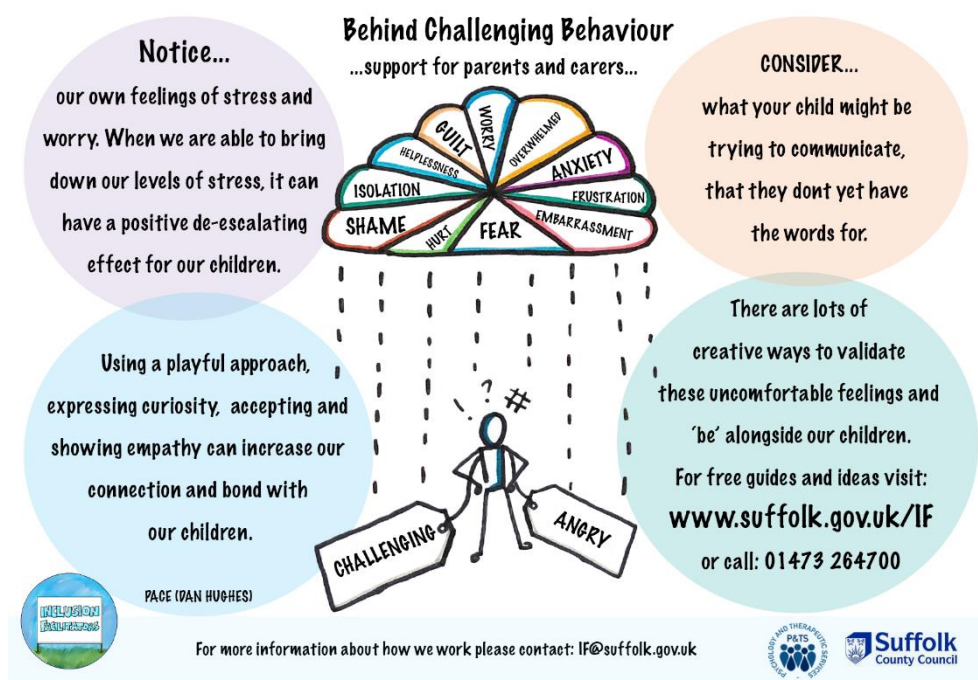 Behind Challenging Behaviour
...support for parents and carers...
Notice...
our own feelings of stress and
worry. When we are able to bring
down our levels of stress, it can
have a positive de-escalating
effect for our children.
CONSIDER...
what your child might be
trying to communicate,
that they dont yet have
the words for.
SHAME
ISOLATION
HELPLESSNESS
GUILT
WORRY
OVERWHELMED
ANXIETY
FRUSTRATION
EMBARRASSMENT
FEAR
HURT
Using a playful approach,
expressing curiosity, accepting and
showing empathy can increase our
connection and bond with
our children.
PACE (DAN HUGHES)
! ? #
CHALLENGING
ANGRY
There are lots of
creative ways to validate
these uncomfortable feelings and
‘be’ alongside our children.
For free guides and ideas visit:
www.suffolk.gov.uk/IF
or call: 01473 264700
INCLUSION
FACILITATORS
For more information about how we work please contact: IF@suffolk.gov.uk
PSYCHOLOGY AND THERAPEUTIC SERVICES
P&TS
Suffolk
County Council